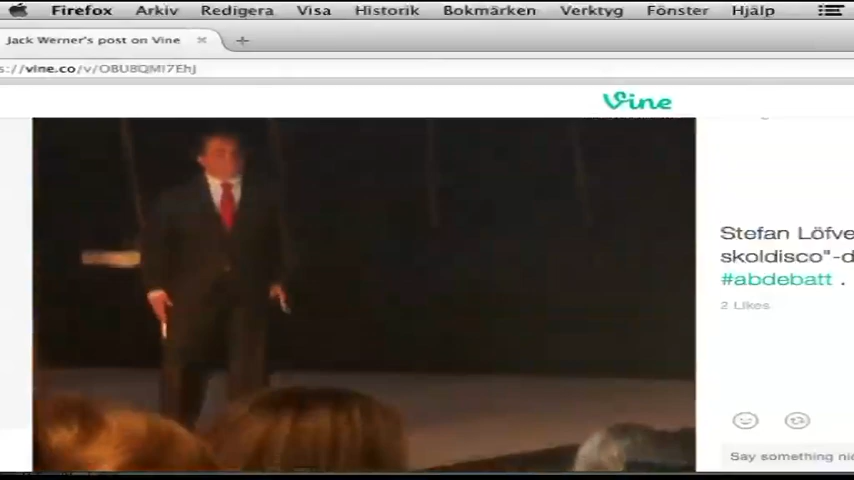 Firefox Arkiv Redigera Visa Historik Bokmärken Verktyg Fönster Hjälp
Jack Werner's post on Vine
s://vine.co/v/OBU8QMI7EhJ
Vine
Stefan Löfve
skoldisco"-d
#abdebatt .
2 Likes
Say something nic